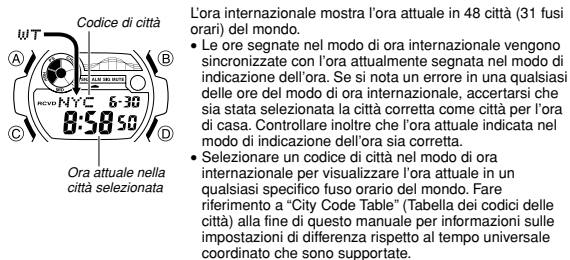 Codice di città
WT
A
B
ALM SIG MUTE
RCVD NYC 6-30
8:58 50
C
D
Ora attuale nella
città selezionata
L'ora internazionale mostra l'ora attuale in 48 città (31 fusi
orari) del mondo.
• Le ore segnate nel modo di ora internazionale vengono
sincronizzate con l'ora attualmente segnata nel modo di
indicazione dell'ora. Se si nota un errore in una qualsiasi
delle ore del modo di ora internazionale, accertarsi che
sia stata selezionata la città corretta come città per l'ora
di casa. Controllare inoltre che l'ora attuale indicata nel
modo di indicazione dell'ora sia corretta.
• Selezionare un codice di città nel modo di ora
internazionale per visualizzare l'ora attuale in un
qualsiasi specifico fuso orario del mondo. Fare
riferimento a “City Code Table” (Tabella dei codici delle
città) alla fine di questo manuale per informazioni sulle
impostazioni di differenza rispetto al tempo universale
coordinato che sono supportate.